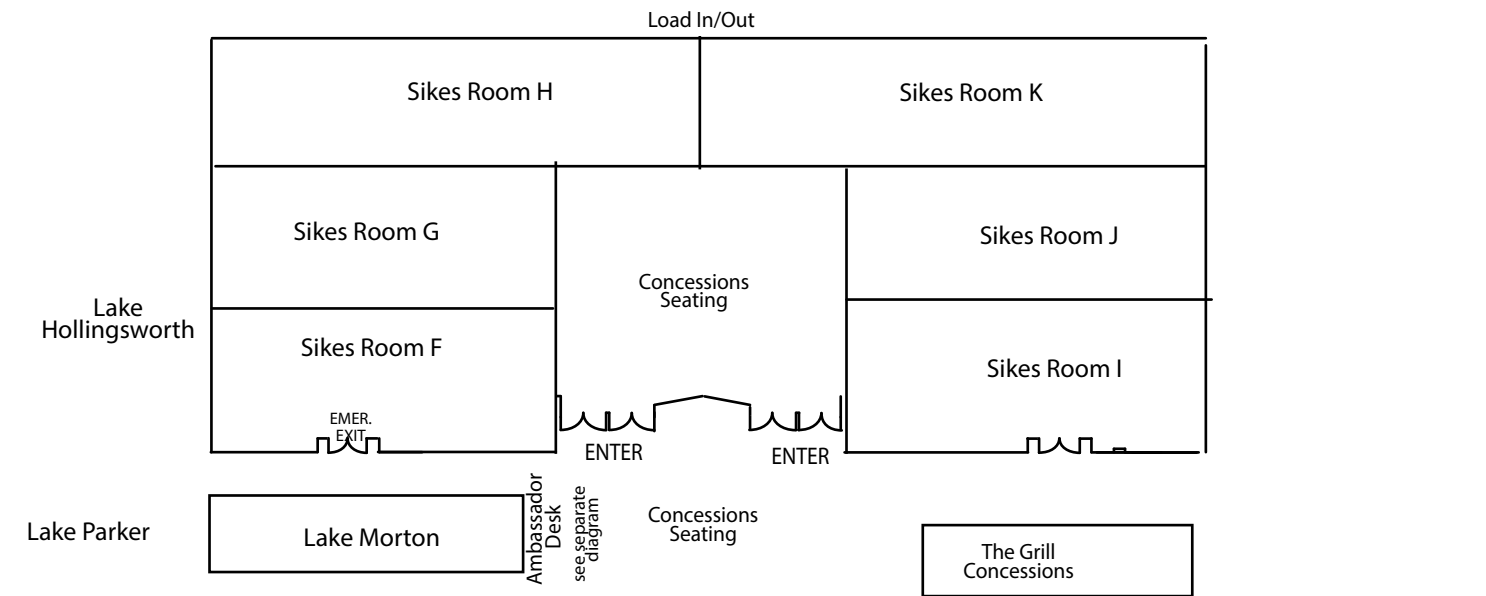 Load In/Out
Sikes Room H
Sikes Room K
Sikes Room G
Sikes Room J
Concessions
Seating
Lake
Hollingsworth
Sikes Room F
Sikes Room I
EMER.
EXIT
ENTER
ENTER
Lake Parker
Lake Morton
Ambassador
Desk
see separate
diagram
Concessions
Seating
The Grill
Concessions